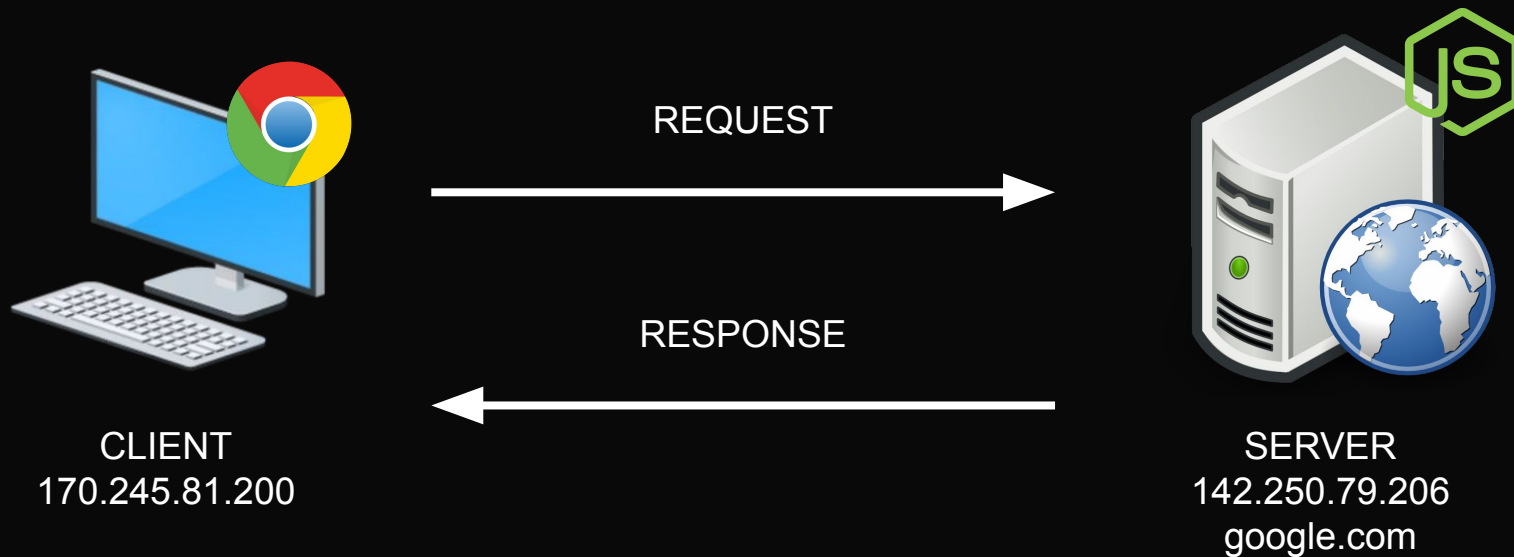 REQUEST
JS
RESPONSE
CLIENT
170.245.81.200
SERVER
142.250.79.206
google.com